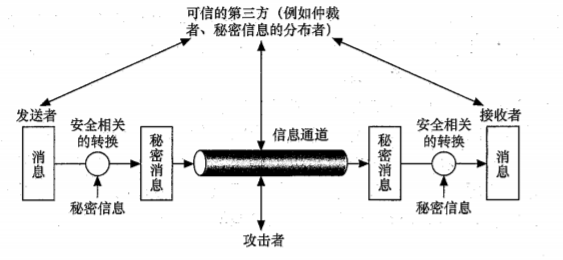 可信的第三方（例如仲裁
者、秘密信息的分布者）
发送者
接收者
安全相关
的转换
信息通道
安全相关
的转换
消息
秘密消息
秘密消息
消息
秘密信息
秘密信息
攻击者